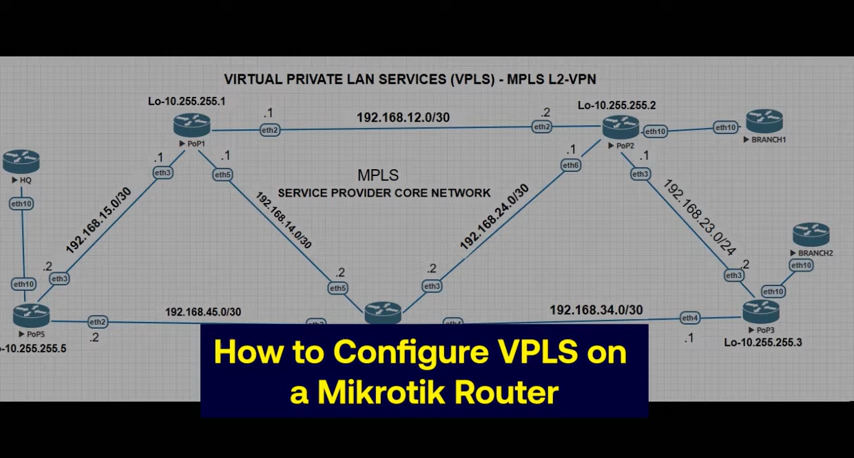 VIRTUAL PRIVATE LAN SERVICES (VPLS) - MPLS L2-VPN
Lo-10.255.255.1
Lo-10.255.255.2
.1
192.168.12.0/30
.2
eth2
eth2
eth10
eth10
PoP1
PoP2
BRANCH1
.1
.1
.1
.1
eth3
eth5
eth6
eth3
HQ
MPLS
SERVICE PROVIDER CORE NETWORK
eth10
192.168.15.0/30
192.168.14.0/30
192.168.24.0/30
192.168.23.0/24
BRANCH2
eth10
.2
eth3
.2
eth5
.2
eth3
.2
eth3
eth10
eth10
PoP5
192.168.45.0/30
192.168.34.0/30
PoP3
eth2
eth4
.2
.1
o-10.255.255.5
Lo-10.255.255.3
How to Configure VPLS on
a Mikrotik Router